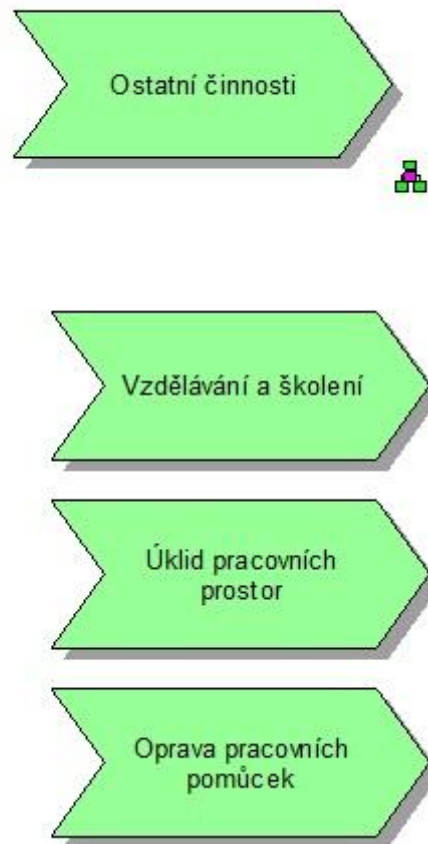 Ostatní činnosti
Vzdělávání a školení
Úklid pracovních
prostor
Oprava pracovních
pomůcek